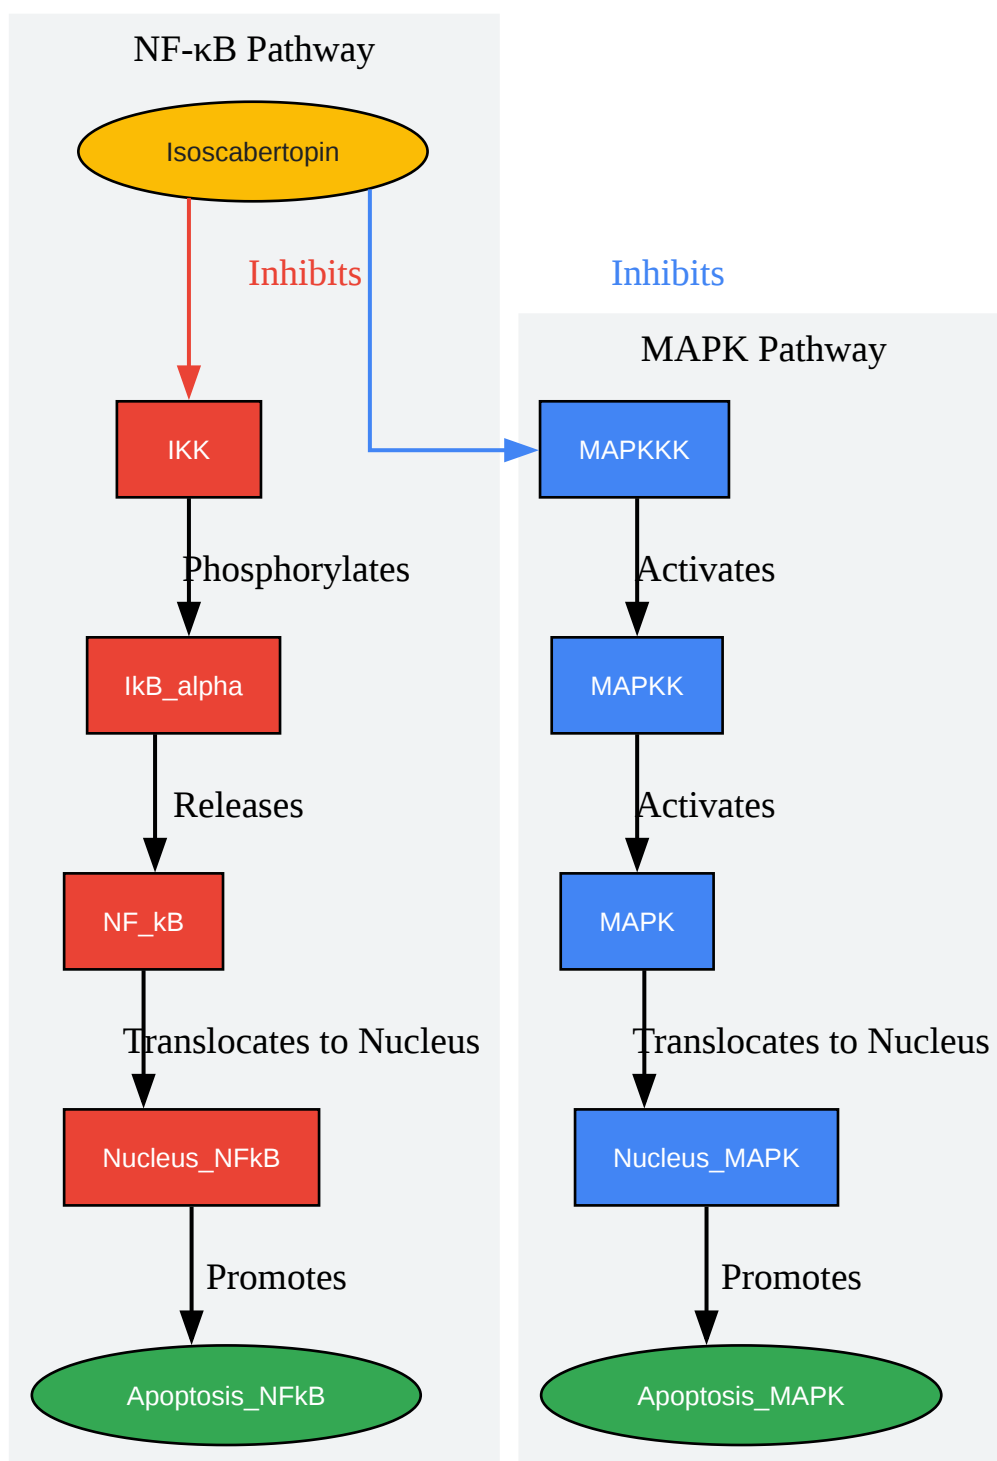 NF-κB Pathway
Isoscabertopin
Inhibits
Inhibits
MAPK Pathway
IKK
MAPKKK
Phosphorylates
Activates
IkB_alpha
MAPKK
Releases
Activates
NF_kB
MAPK
Translocates to Nucleus
Translocates to Nucleus
Nucleus_NFkB
Nucleus_MAPK
Promotes
Promotes
Apoptosis_NFkB
Apoptosis_MAPK